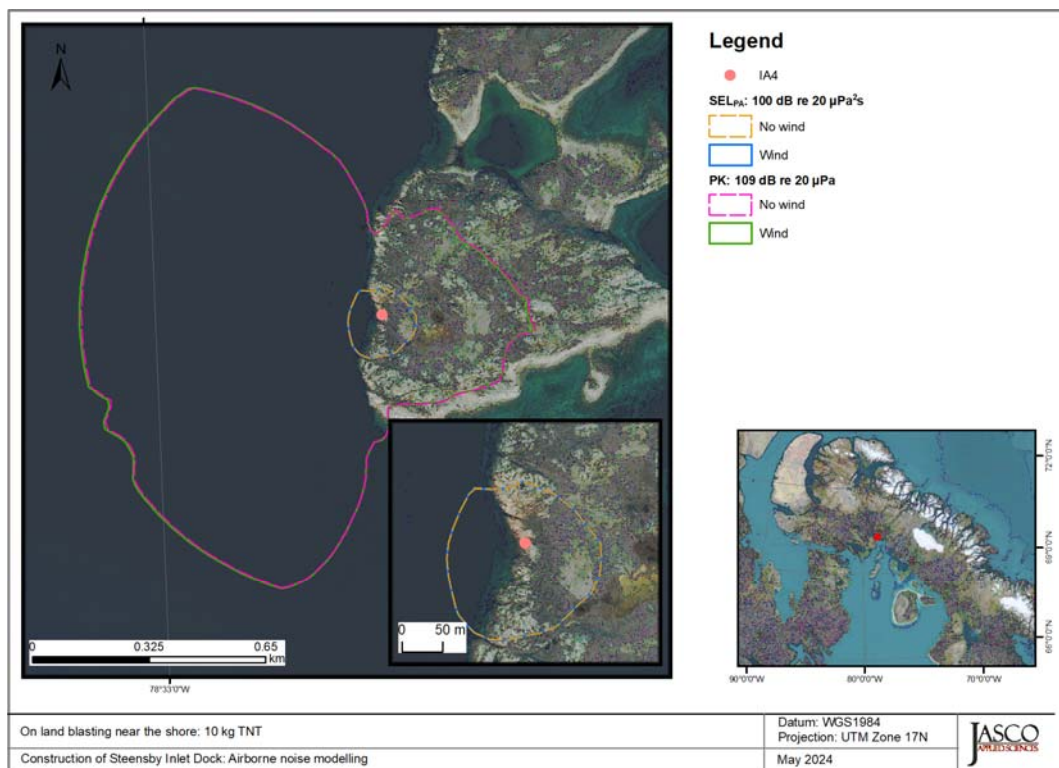 N
Legend
IA4
SELPA: 100 dB re 20 µPa²s
No wind
Wind
PK: 109 dB re 20 µPa
No wind
Wind
0 50 m
0 0.325 0.65
km
78°33'0"W
72°0'0"N
69°0'0"N
66°0'0"N
90°0'0"W 80°0'0"W 70°0'0"W
On land blasting near the shore: 10 kg TNT
Construction of Steensby Inlet Dock: Airborne noise modelling
Datum: WGS1984
Projection: UTM Zone 17N
May 2024
JASCO
APPLIED SCIENCES